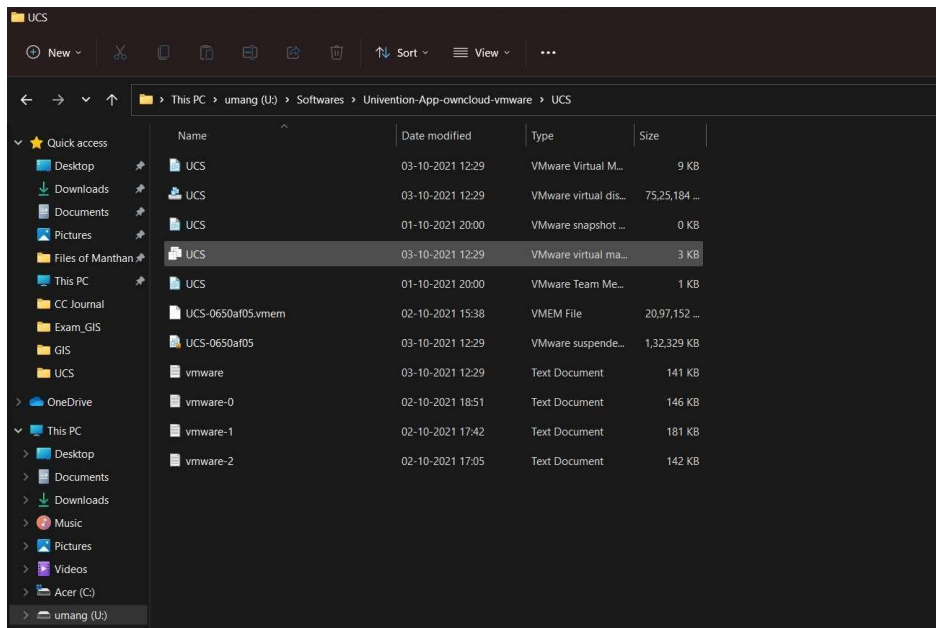 UCS
New Sort View ...
This PC > umang (U:) > Softwares > Univention-App-owncloud-vmware > UCS
Name Date modified Type Size
Quick access
Desktop
Downloads
Documents
Pictures
Files of Manthan
This PC
CC Journal
Exam_GIS
GIS
UCS
OneDrive
This PC
Desktop
Documents
Downloads
Music
Pictures
Videos
Acer (C:)
umang (U:)
UCS 03-10-2021 12:29 VMware Virtual M... 9 KB
UCS 03-10-2021 12:29 VMware virtual dis... 75,25,184 ...
UCS 01-10-2021 20:00 VMware snapshot ... 0 KB
UCS 03-10-2021 12:29 VMware virtual ma... 3 KB
UCS 01-10-2021 20:00 VMware Team Me... 1 KB
UCS-0650af05.vmem 02-10-2021 15:38 VMEM File 20,97,152 ...
UCS-0650af05 03-10-2021 12:29 VMware suspende... 1,32,329 KB
vmware 03-10-2021 12:29 Text Document 141 KB
vmware-0 02-10-2021 18:51 Text Document 146 KB
vmware-1 02-10-2021 17:42 Text Document 181 KB
vmware-2 02-10-2021 17:05 Text Document 142 KB